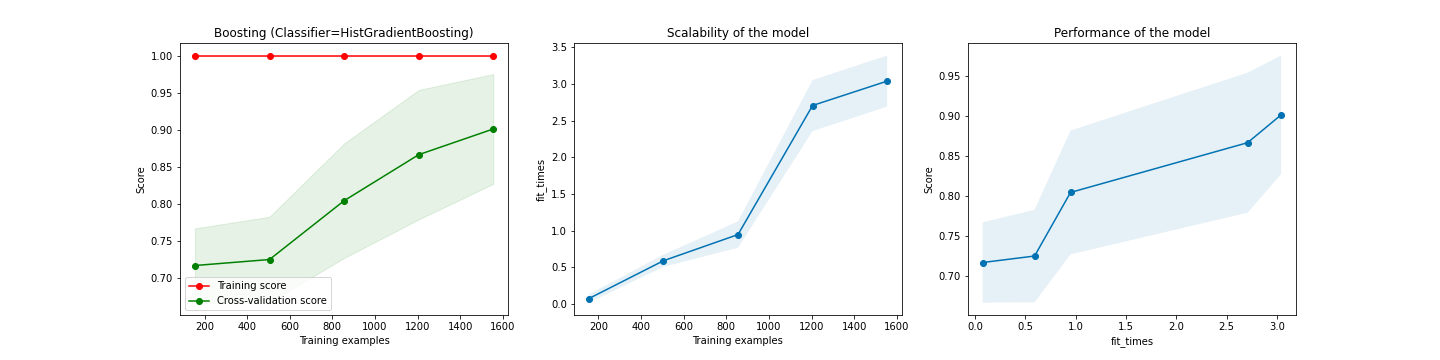 Boosting (Classifier=HistGradientBoosting)
1.00
0.95
0.90
0.85
0.80
0.75
0.70
Score
Training score
Cross-validation score
200 400 600 800 1000 1200 1400 1600
Training examples
Scalability of the model
3.5
3.0
2.5
2.0
1.5
1.0
0.5
0.0
fit_times
200 400 600 800 1000 1200 1400 1600
Training examples
Performance of the model
0.95
0.90
0.85
0.80
0.75
0.70
Score
0.0 0.5 1.0 1.5 2.0 2.5 3.0
fit_times